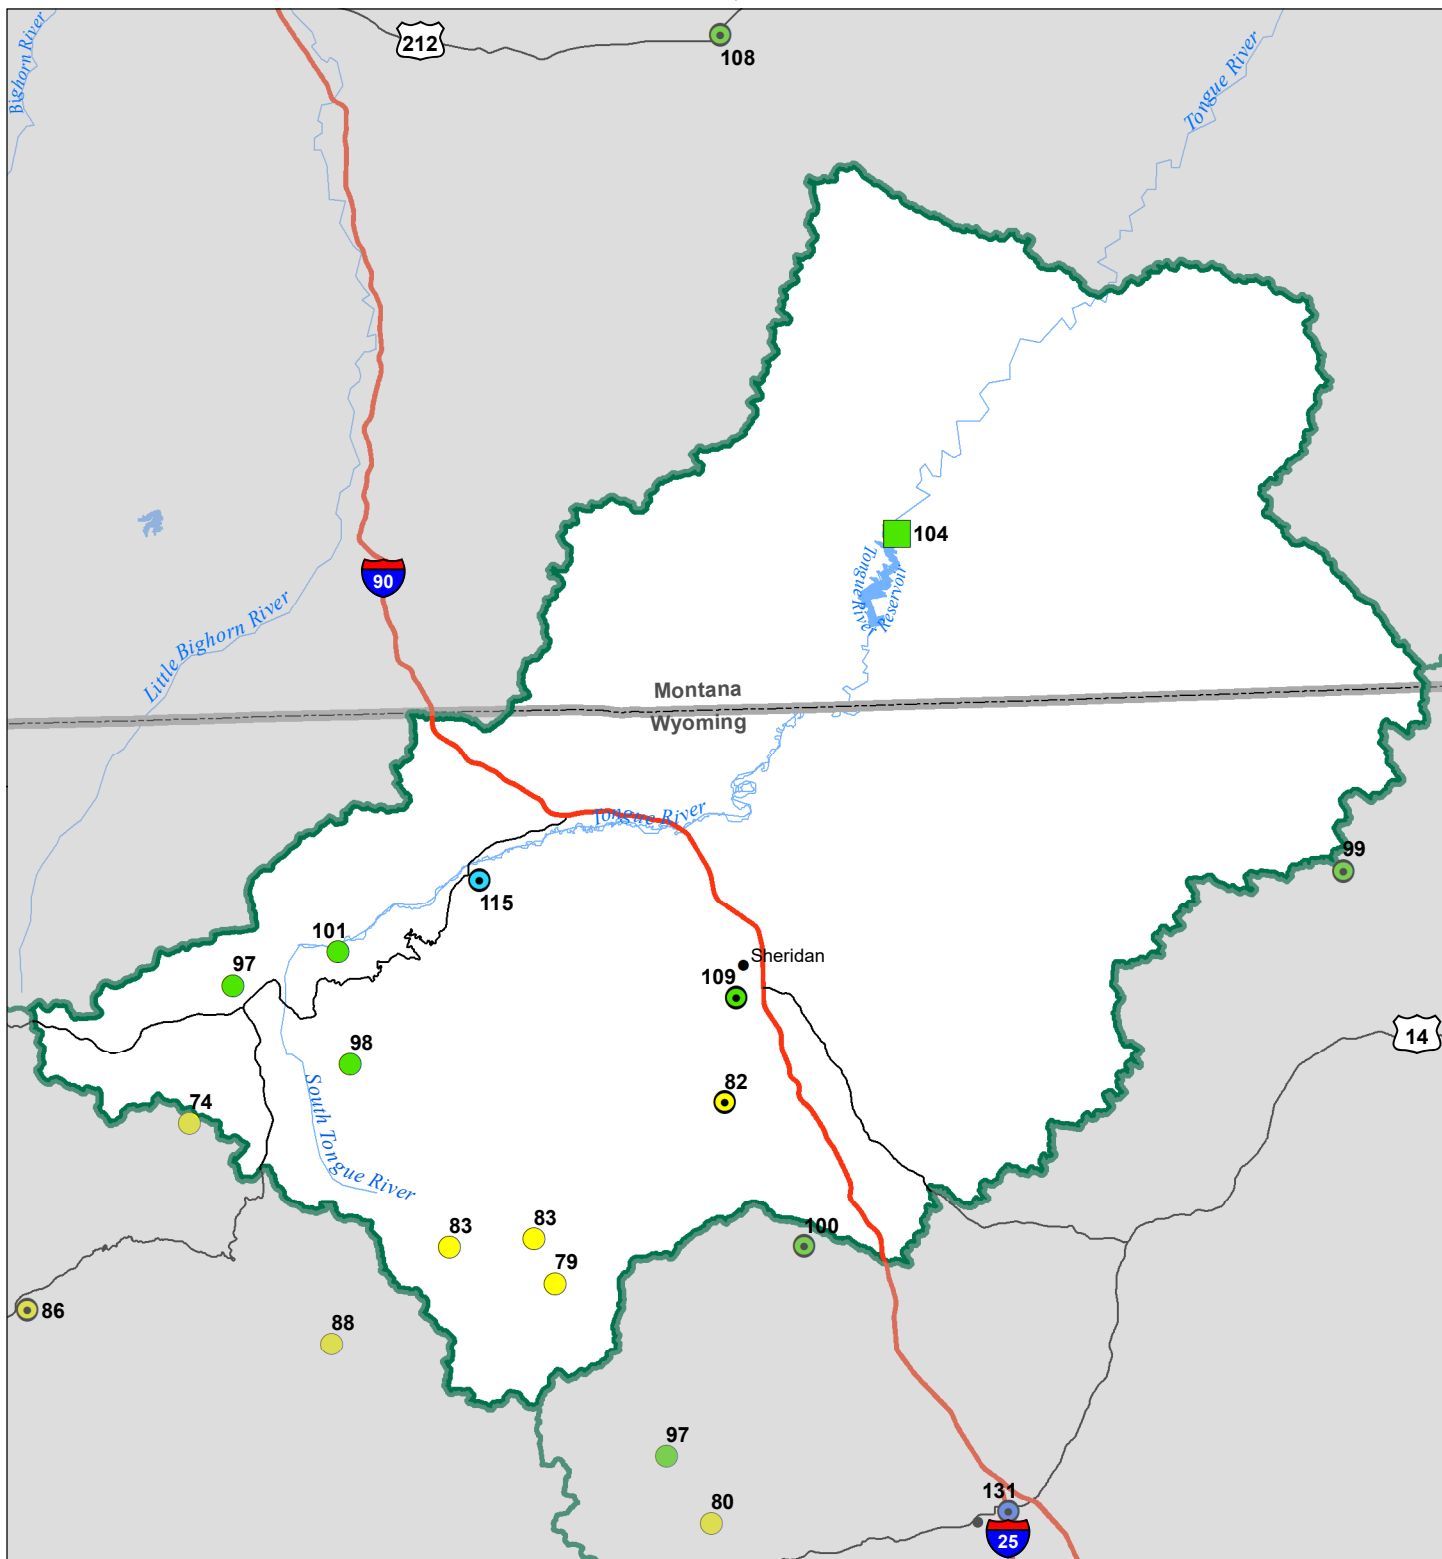 Bighorn River
212
108
Tongue River
104
Tongue River
Reservoir
90
Little Bighorn River
Montana
Wyoming
Tongue River
99
115
101
97
Sheridan
109
14
98
82
74
South Tongue River
83
83
100
79
86
88
97
131
80
25